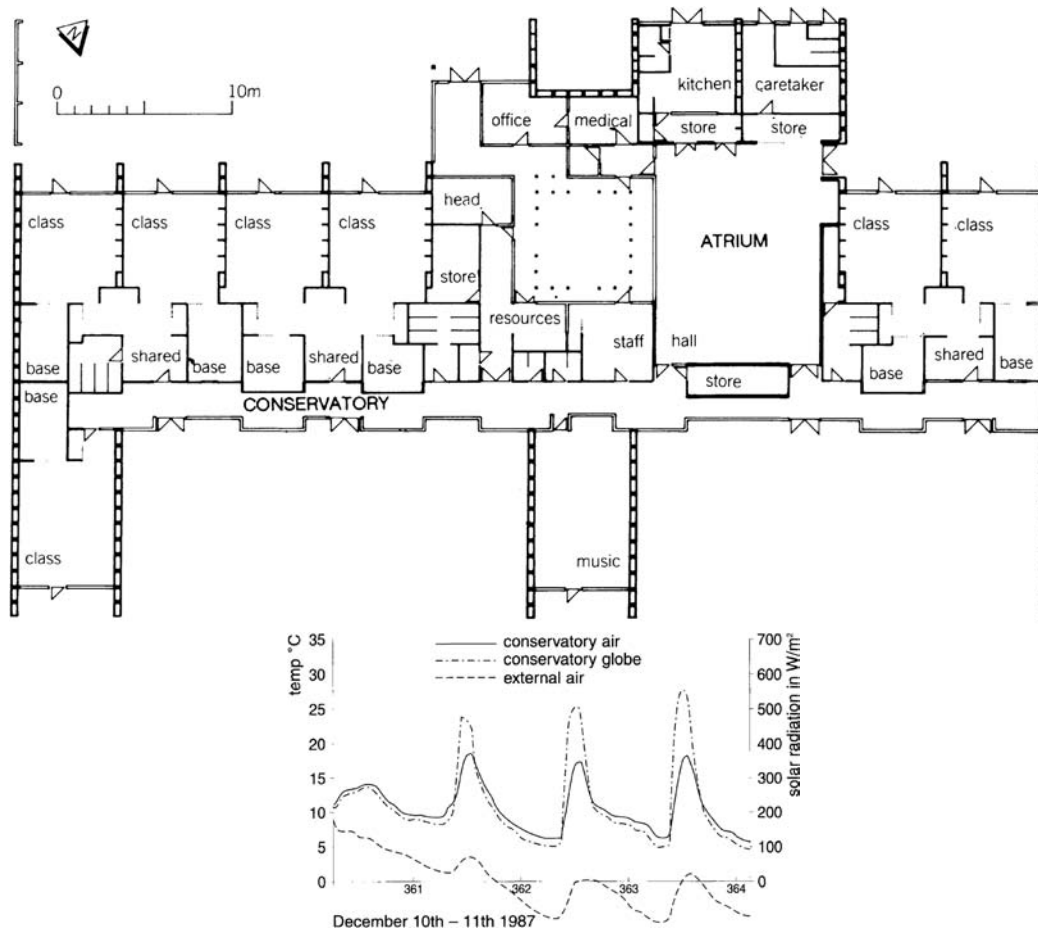 N
0 10m
kitchen
caretaker
office
medical
store
store
class
class
class
class
head
ATRIUM
class
class
store
resources
base
shared
base
base
shared
base
staff
hall
base
shared
base
base
store
CONSERVATORY
class
music
temp °C
35
30
25
20
15
10
5
0
conservatory air
conservatory globe
external air
700
600
500
400
300
200
100
0
solar radiation in W/m²
361
362
363
364
December 10th – 11th 1987